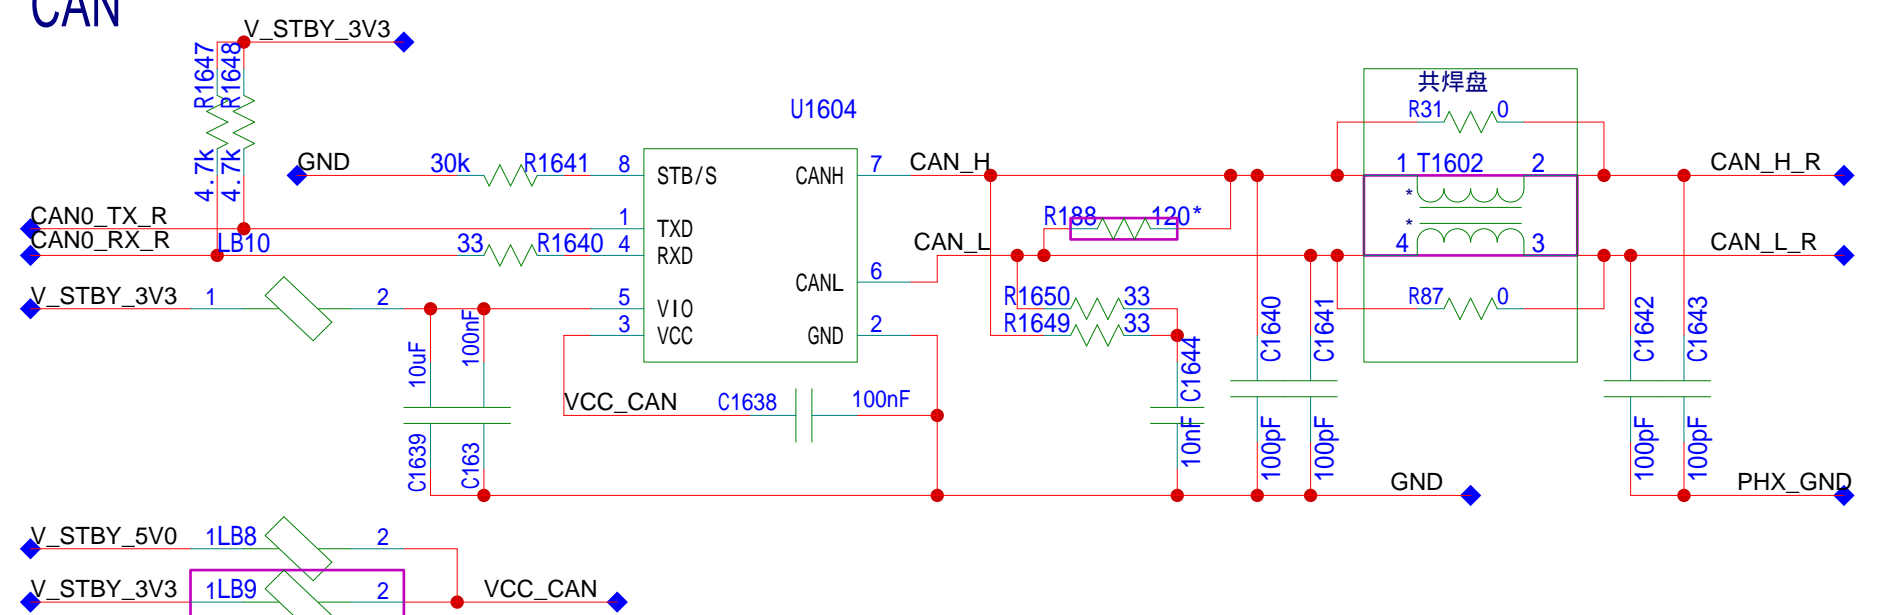 CAN
V_STBY_3V3
R1647
R1648
4.7k
4.7k
U1604
共焊盘
R31 0
GND
30k R1641
8 STB/S CANH 7
CAN_H
1 T1602 2
CAN_H_R
CAN0_TX_R
1 TXD
R188 120*
*
*
CAN0_RX_R
LB10
33 R1640
4 RXD
CAN_L
4 3
CAN_L_R
CANL 6
V_STBY_3V3 1 2
5 VIO
R1650 33
R87 0
3 VCC GND 2
R1649 33
10uF
100nF
C1644
C1640
C1641
C1642
C1643
VCC_CAN C1638 100nF
C1639
C163
10nF
100pF
100pF
100pF
100pF
GND
PHX_GND
V_STBY_5V0 1LB8 2
V_STBY_3V3 1LB9 2 VCC_CAN